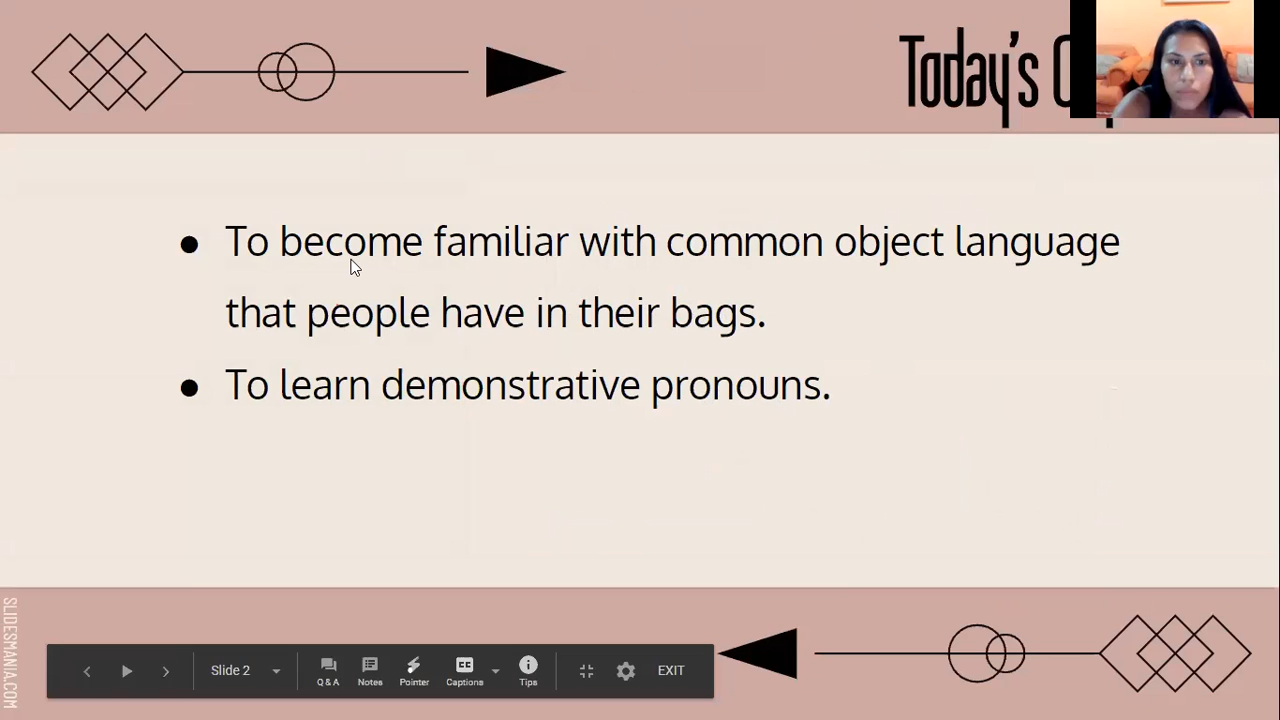 Today's
● To become familiar with common object language
that people have in their bags.
● To learn demonstrative pronouns.
SLIDESMANIA.COM
Slide 2
Q & A
Notes
Pointer
CC
Captions
Tips
EXIT